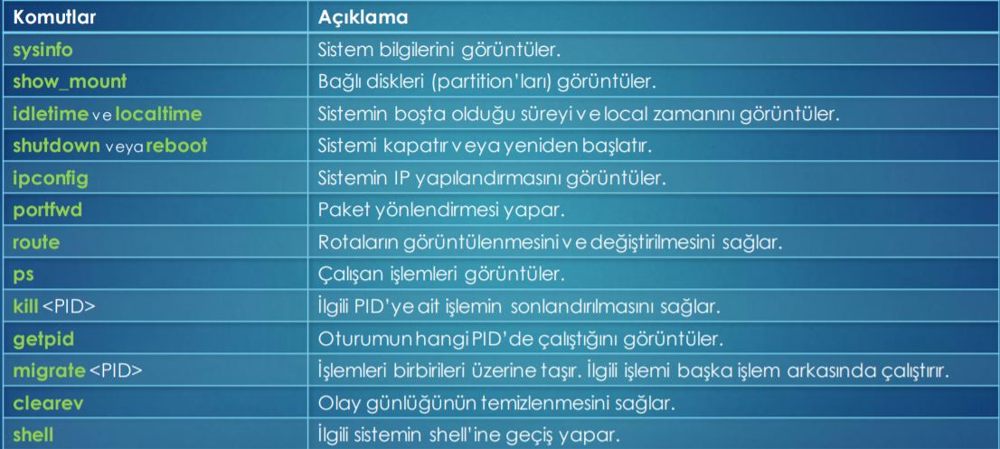 Komutlar Açıklama
sysinfo Sistem bilgilerini görüntüler.
show_mount Bağlı diskleri (partition'ları) görüntüler.
idletime ve localtime Sistemin boşta olduğu süreyi ve local zamanını görüntüler.
shutdown veya reboot Sistemi kapatır veya yeniden başlatır.
ipconfig Sistemin IP yapılandırmasını görüntüler.
portfwd Paket yönlendirmesi yapar.
route Rotaların görüntülenmesini ve değiştirilmesini sağlar.
ps Çalışan işlemleri görüntüler.
kill <PID> İlgili PID'ye ait işlemin sonlandırılmasını sağlar.
getpid Oturumun hangi PID'de çalıştığını görüntüler.
migrate <PID> İşlemleri birbirileri üzerine taşır. İlgili işlemi başka işlem arkasında çalıştırır.
clearev Olay günlüğünün temizlenmesini sağlar.
shell İlgili sistemin shell'ine geçiş yapar.